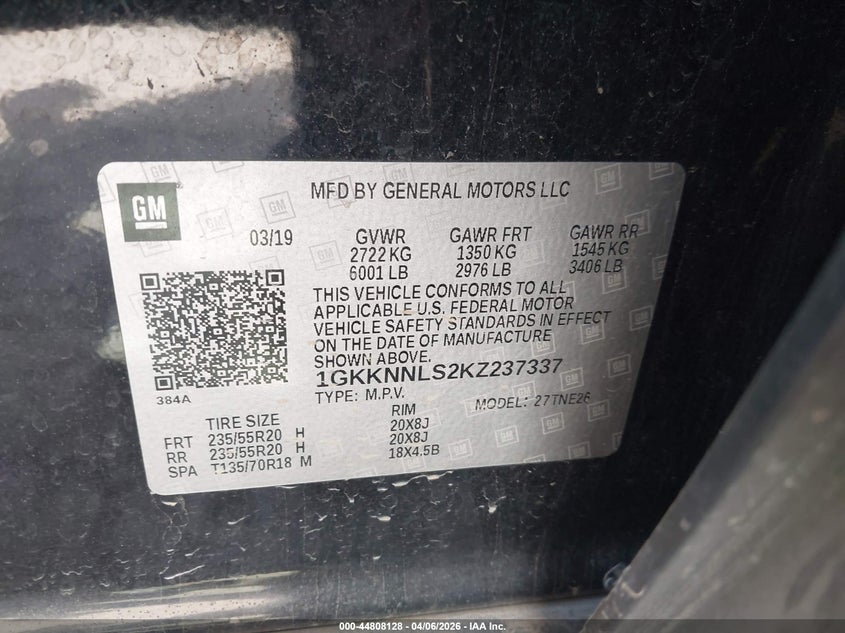 GM
MFD BY GENERAL MOTORS LLC
03/19
GVWR GAWR FRT GAWR RR
2722 KG 1350 KG 1545 KG
6001 LB 2976 LB 3406 LB
THIS VEHICLE CONFORMS TO ALL
APPLICABLE U.S. FEDERAL MOTOR
VEHICLE SAFETY STANDARDS IN EFFECT
ON THE DATE OF MANUFACTURE
SHOWN ABOVE.
1GKKNNLS2KZ237337
384A
TYPE: M.P.V. MODEL: 27TNE26
TIRE SIZE RIM
FRT 235/55R20 H 20X8J
RR 235/55R20 H 20X8J
SPA T135/70R18 M 18X4.5B
000-44808128 - 04/06/2026 - IAA Inc.